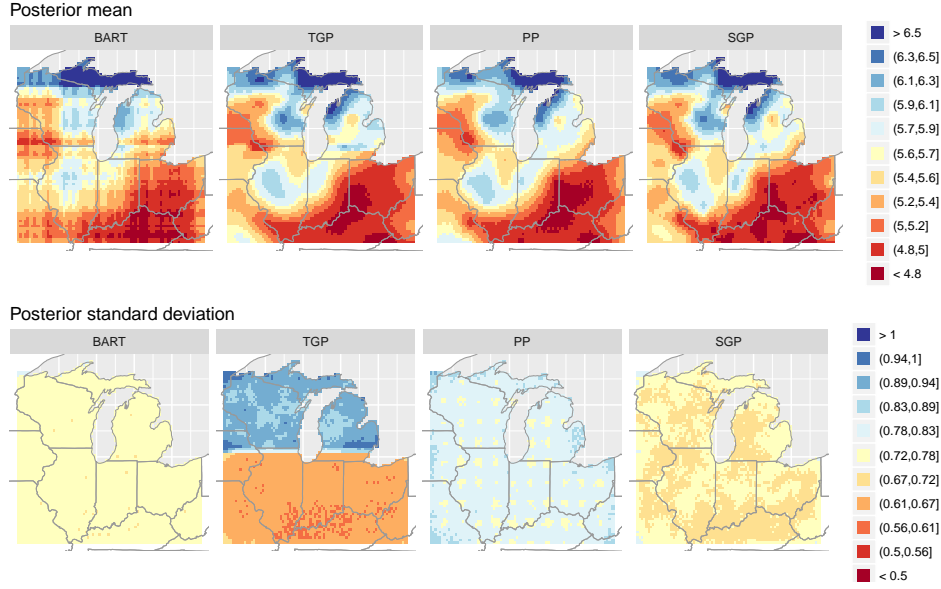 Posterior mean
BART
TGP
PP
SGP
> 6.5
(6.3,6.5]
(6.1,6.3]
(5.9,6.1]
(5.7,5.9]
(5.6,5.7]
(5.4,5.6]
(5.2,5.4]
(5,5.2]
(4.8,5]
< 4.8
Posterior standard deviation
BART
TGP
PP
SGP
> 1
(0.94,1]
(0.89,0.94]
(0.83,0.89]
(0.78,0.83]
(0.72,0.78]
(0.67,0.72]
(0.61,0.67]
(0.56,0.61]
(0.5,0.56]
< 0.5